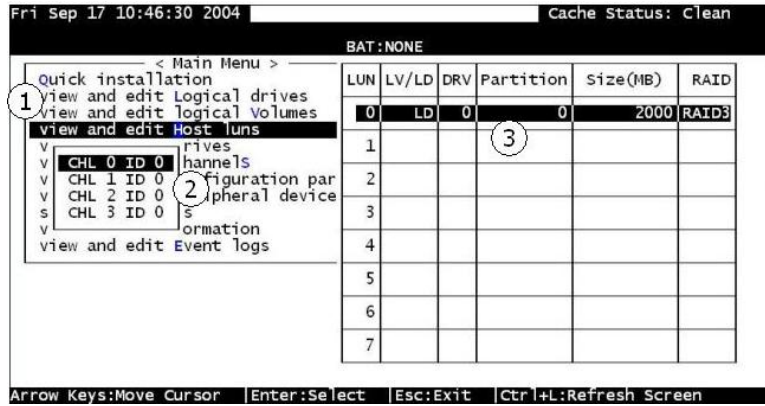 Fri Sep 17 10:46:30 2004 Cache Status: Clean
BAT:NONE
< Main Menu >
Quick installation
view and edit Logical drives
view and edit logical Volumes
view and edit Host luns
v rives
v hannelS
v figuration par
v pheral device
s s
v ormation
view and edit Event logs
CHL 0 ID 0
CHL 1 ID 0
CHL 2 ID 0
CHL 3 ID 0
1
2
3
LUN LV/LD DRV Partition Size(MB) RAID
0 LD 0 0 2000 RAID3
1
2
3
4
5
6
7
Arrow Keys:Move Cursor |Enter:Select |Esc:Exit |Ctrl+L:Refresh Screen